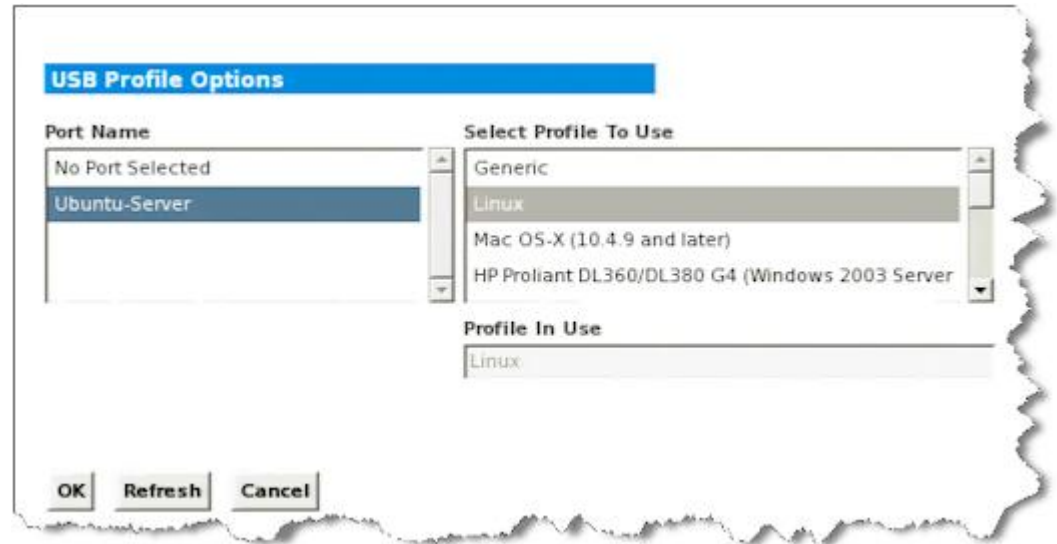 USB Profile Options
Port Name
No Port Selected
Ubuntu-Server
Select Profile To Use
Generic
Linux
Mac OS-X (10.4.9 and later)
HP Proliant DL360/DL380 G4 (Windows 2003 Server
Profile In Use
Linux
OK Refresh Cancel